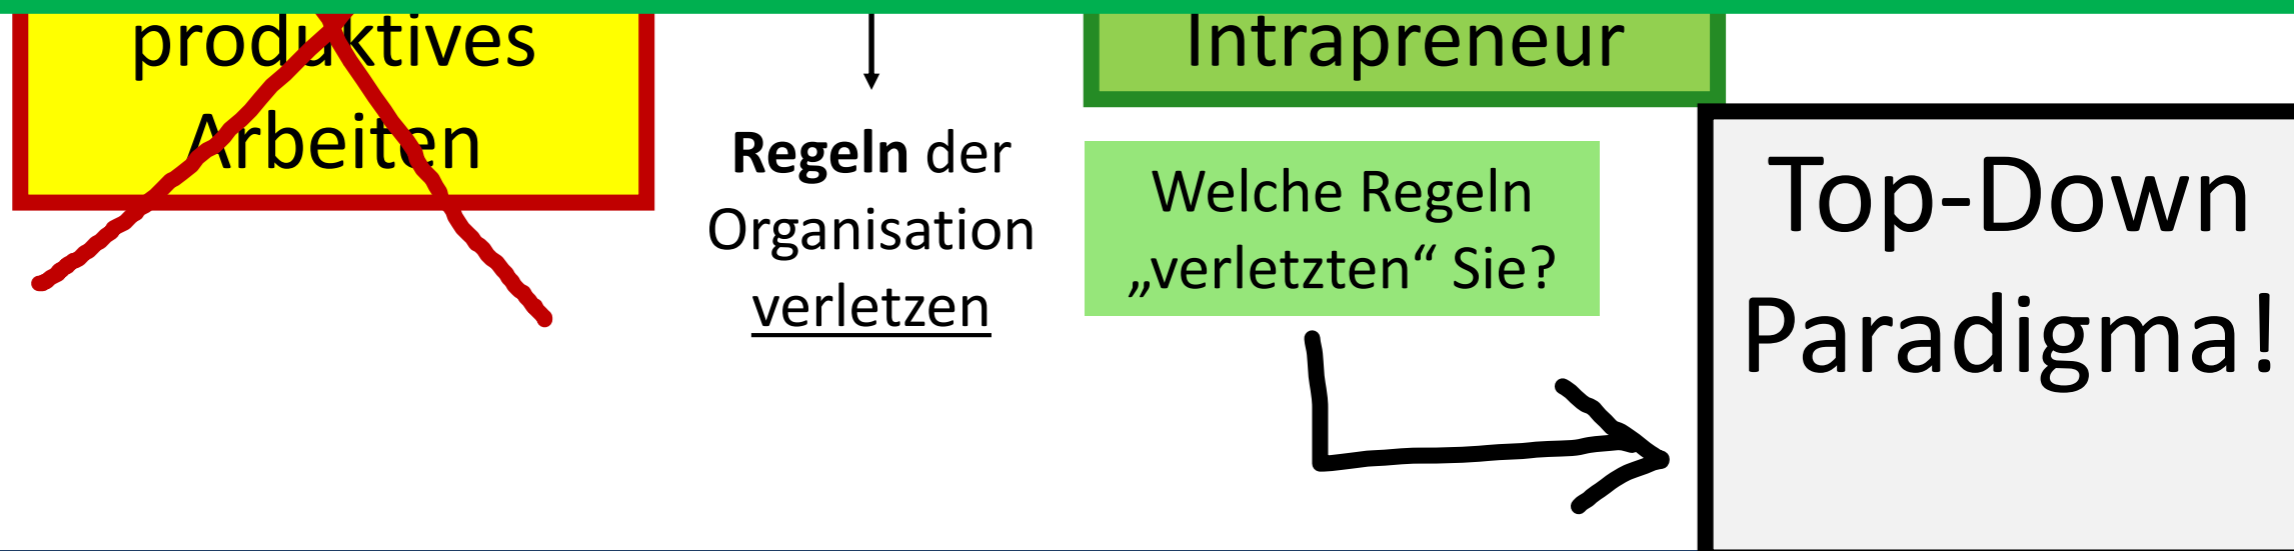 produktives
Arbeiten
Regeln der
Organisation
verletzen
Intrapreneur
Welche Regeln
„verletzten“ Sie?
Top-Down
Paradigma!